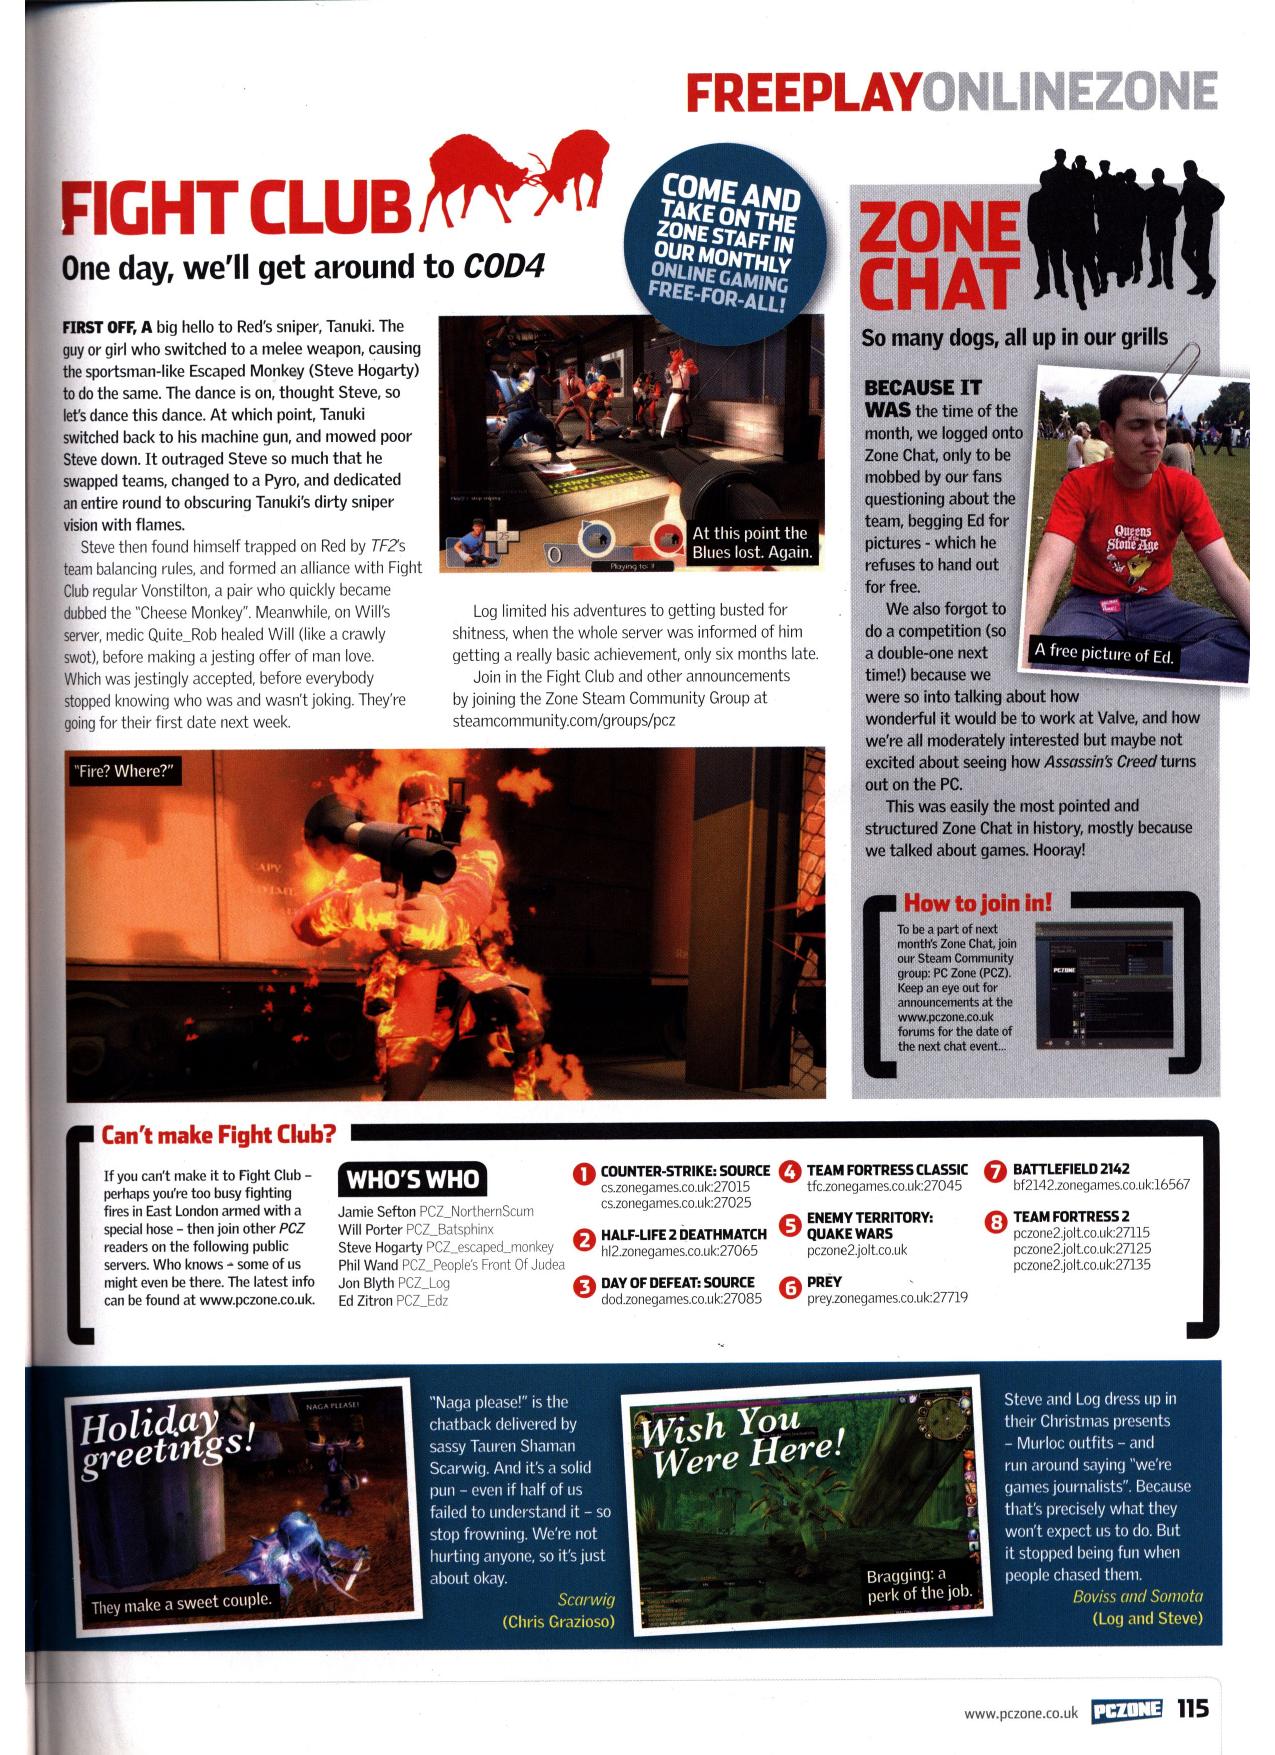 FREEPLAYONLINEZONE
FIGHT CLUB
One day, we'll get around to COD4
COME AND
TAKE ON THE
ZONE STAFF IN
OUR MONTHLY
ONLINE GAMING
FREE-FOR-ALL!
FIRST OFF, A big hello to Red's sniper, Tanuki. The
guy or girl who switched to a melee weapon, causing
the sportsman-like Escaped Monkey (Steve Hogarty)
to do the same. The dance is on, thought Steve, so
let's dance this dance. At which point, Tanuki
switched back to his machine gun, and mowed poor
Steve down. It outraged Steve so much that he
swapped teams, changed to a Pyro, and dedicated
an entire round to obscuring Tanuki's dirty sniper
vision with flames.
Steve then found himself trapped on Red by TF2's
team balancing rules, and formed an alliance with Fight
Club regular Vonstilton, a pair who quickly became
dubbed the "Cheese Monkey". Meanwhile, on Will's
server, medic Quite_Rob healed Will (like a crawly
swot), before making a jesting offer of man love.
Which was jestingly accepted, before everybody
stopped knowing who was and wasn't joking. They're
going for their first date next week.
At this point the
Blues lost. Again.
0
Playing to: 3
Log limited his adventures to getting busted for
shitness, when the whole server was informed of him
getting a really basic achievement, only six months late.
Join in the Fight Club and other announcements
by joining the Zone Steam Community Group at
steamcommunity.com/groups/pcz
"Fire? Where?"
ZONE
CHAT
So many dogs, all up in our grills
BECAUSE IT
WAS the time of the
month, we logged onto
Zone Chat, only to be
mobbed by our fans
questioning about the
team, begging Ed for
pictures - which he
refuses to hand out
for free.
We also forgot to
do a competition (so
a double-one next
time!) because we
were so into talking about how
wonderful it would be to work at Valve, and how
we're all moderately interested but maybe not
excited about seeing how Assassin's Creed turns
out on the PC.
This was easily the most pointed and
structured Zone Chat in history, mostly because
we talked about games. Hooray!
Queens
of the
Stone Age
A free picture of Ed.
How to join in!
To be a part of next
month's Zone Chat, join
our Steam Community
group: PC Zone (PCZ).
Keep an eye out for
announcements at the
www.pczone.co.uk
forums for the date of
the next chat event...
PCZONE
Can't make Fight Club?
If you can't make it to Fight Club –
perhaps you're too busy fighting
fires in East London armed with a
special hose – then join other PCZ
readers on the following public
servers. Who knows – some of us
might even be there. The latest info
can be found at www.pczone.co.uk.
WHO'S WHO
Jamie Sefton PCZ_NorthernScum
Will Porter PCZ_Batsphinx
Steve Hogarty PCZ_escaped_monkey
Phil Wand PCZ_People's Front Of Judea
Jon Blyth PCZ_Log
Ed Zitron PCZ_Edz
1 COUNTER-STRIKE: SOURCE
cs.zonegames.co.uk:27015
cs.zonegames.co.uk:27025
2 HALF-LIFE 2 DEATHMATCH
hl2.zonegames.co.uk:27065
3 DAY OF DEFEAT: SOURCE
dod.zonegames.co.uk:27085
4 TEAM FORTRESS CLASSIC
tfc.zonegames.co.uk:27045
5 ENEMY TERRITORY:
QUAKE WARS
pczone2.jolt.co.uk
6 PREY
prey.zonegames.co.uk:27719
7 BATTLEFIELD 2142
bf2142.zonegames.co.uk:16567
8 TEAM FORTRESS 2
pczone2.jolt.co.uk:27115
pczone2.jolt.co.uk:27125
pczone2.jolt.co.uk:27135
Holiday
greetings!
NAGA PLEASE!
They make a sweet couple.
"Naga please!" is the
chatback delivered by
sassy Tauren Shaman
Scarwig. And it's a solid
pun – even if half of us
failed to understand it – so
stop frowning. We're not
hurting anyone, so it's just
about okay.
Scarwig
(Chris Grazioso)
Wish You
Were Here!
Bragging: a
perk of the job.
Steve and Log dress up in
their Christmas presents
– Murloc outfits – and
run around saying "we're
games journalists". Because
that's precisely what they
won't expect us to do. But
it stopped being fun when
people chased them.
Boviss and Somota
(Log and Steve)
www.pczone.co.uk PCZONE 115